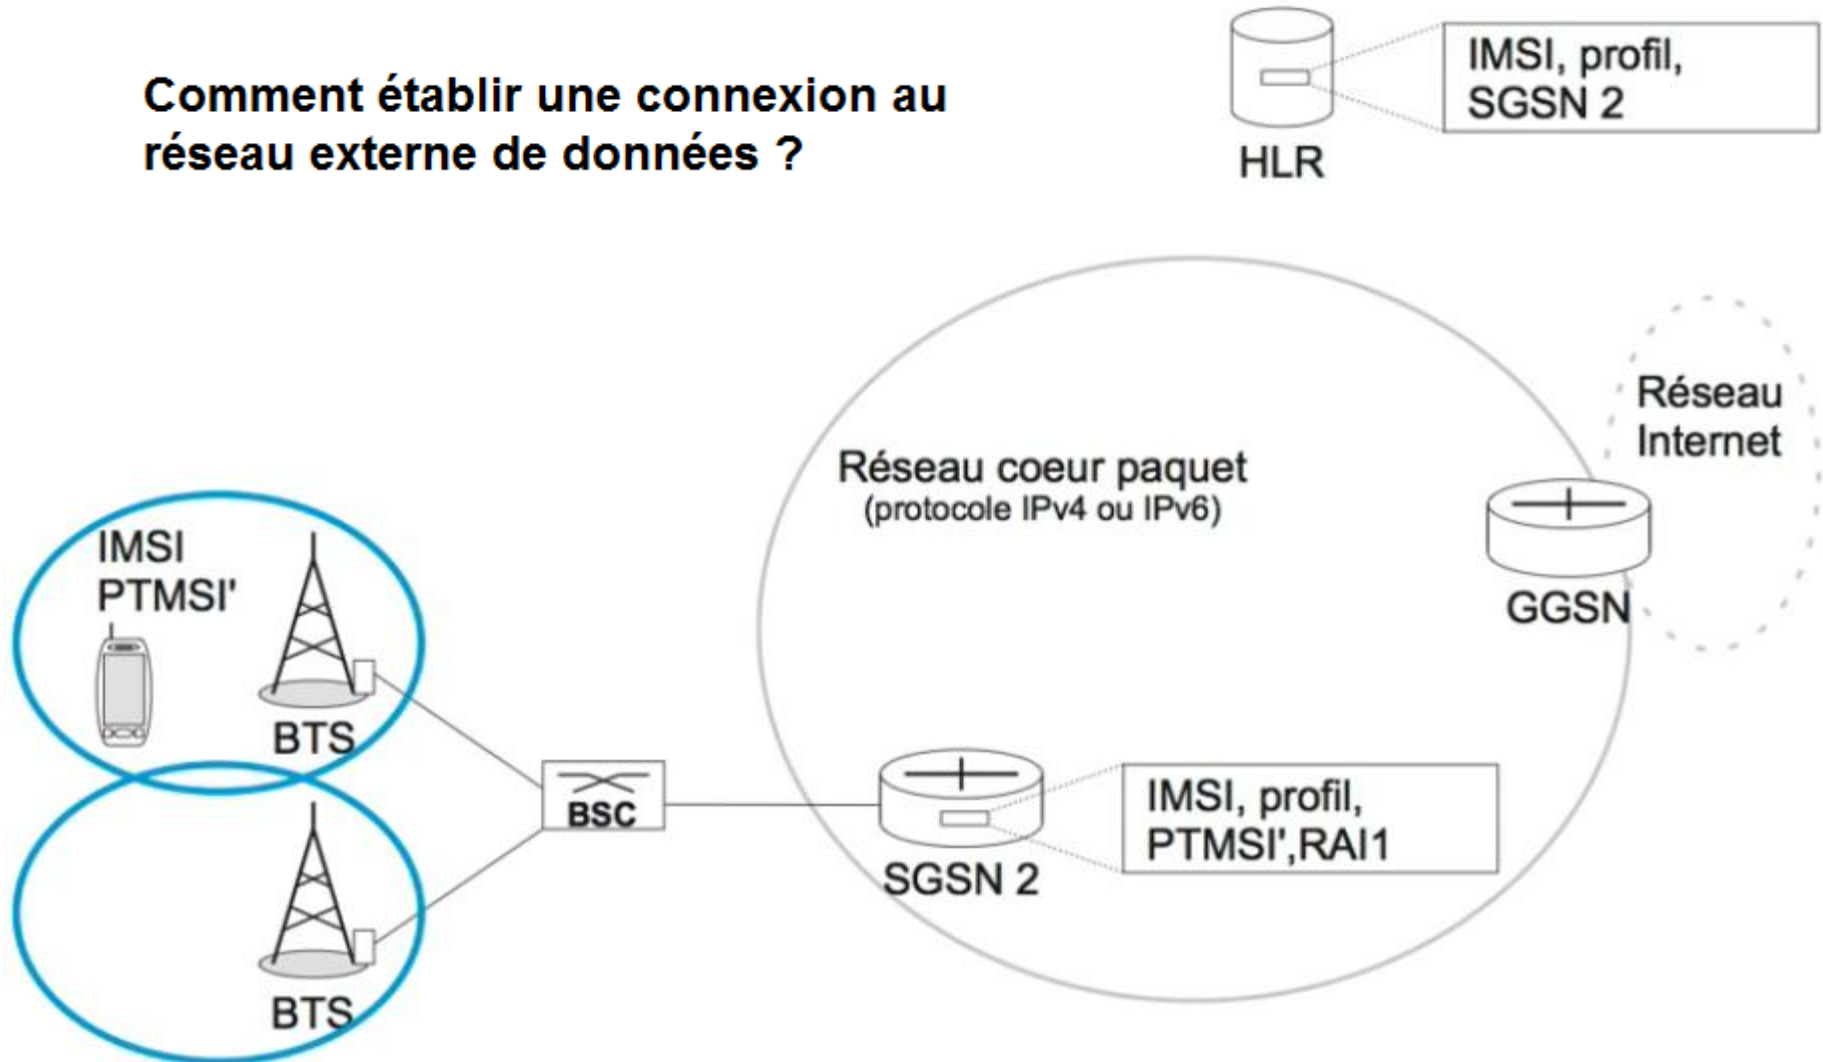 Comment établir une connexion au
réseau externe de données ?
IMSI, profil,
SGSN 2
HLR
Réseau
Internet
Réseau coeur paquet
(protocole IPv4 ou IPv6)
GGSN
IMSI
PTMSI'
BTS
BSC
IMSI, profil,
PTMSI',RAI1
SGSN 2
BTS